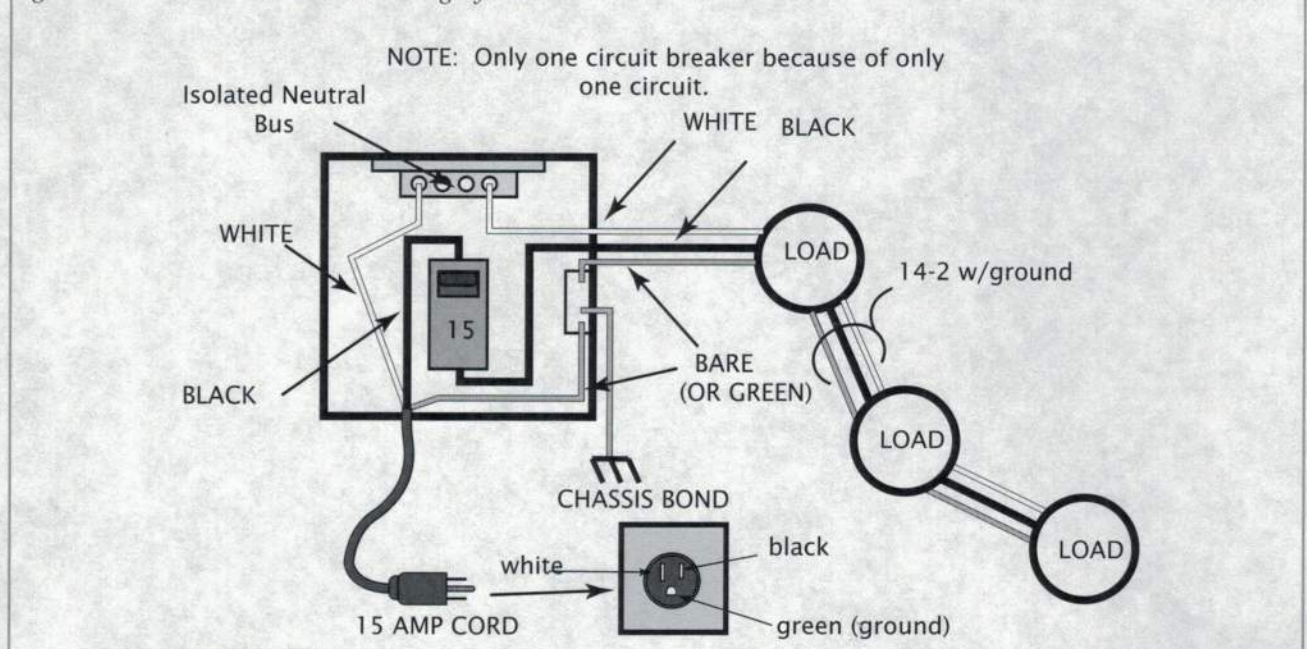 NOTE: Only one circuit breaker because of only
one circuit.
Isolated Neutral
Bus
WHITE
BLACK
WHITE
LOAD
14-2 w/ground
15
BLACK
BARE
(OR GREEN)
LOAD
CHASSIS BOND
LOAD
white
black
15 AMP CORD
green (ground)